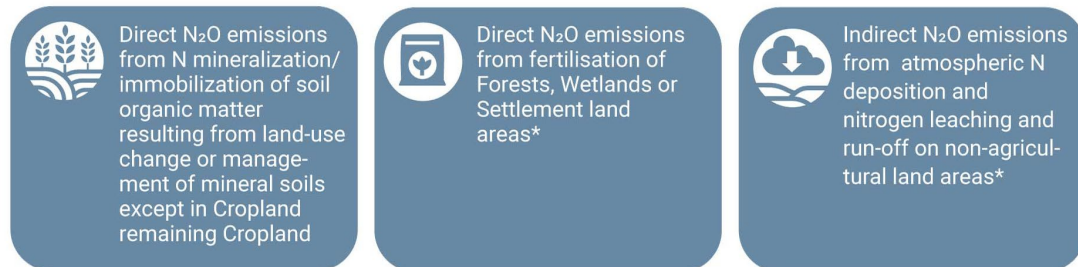 Direct N₂O emissions
from N mineralization/
immobilization of soil
organic matter
resulting from land-use
change or manage-
ment of mineral soils
except in Cropland
remaining Cropland
Direct N₂O emissions
from fertilisation of
Forests, Wetlands or
Settlement land
areas*
Indirect N₂O emissions
from atmospheric N
deposition and
nitrogen leaching and
run-off on non-agricul-
tural land areas*